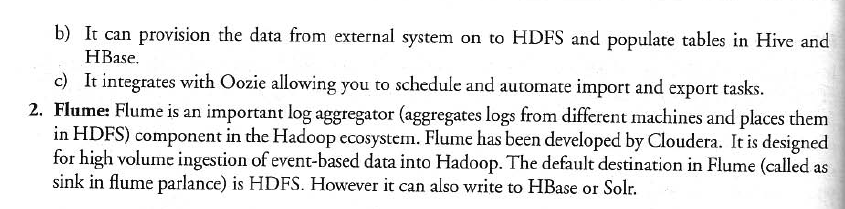 b) It can provision the data from external system on to HDFS and populate tables in Hive and
HBase.
c) It integrates with Oozie allowing you to schedule and automate import and export tasks.
2. Flume: Flume is an important log aggregator (aggregates logs from different machines and places them
in HDFS) component in the Hadoop ecosystem. Flume has been developed by Cloudera. It is designed
for high volume ingestion of event-based data into Hadoop. The default destination in Flume (called as
sink in flume parlance) is HDFS. However it can also write to HBase or Solr.